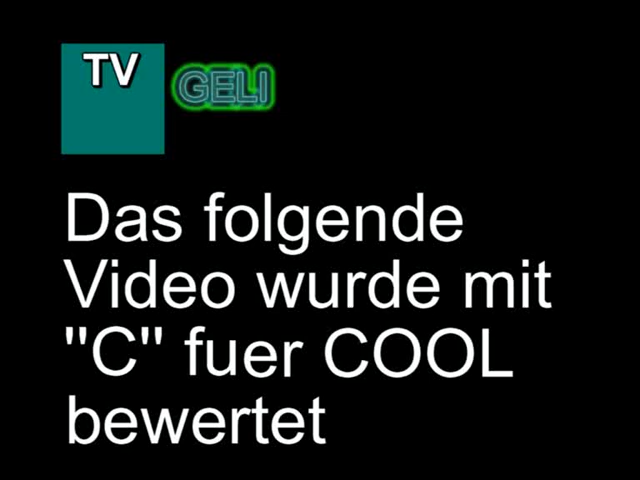 TV
GELI
Das folgende
Video wurde mit
"C" fuer COOL
bewertet